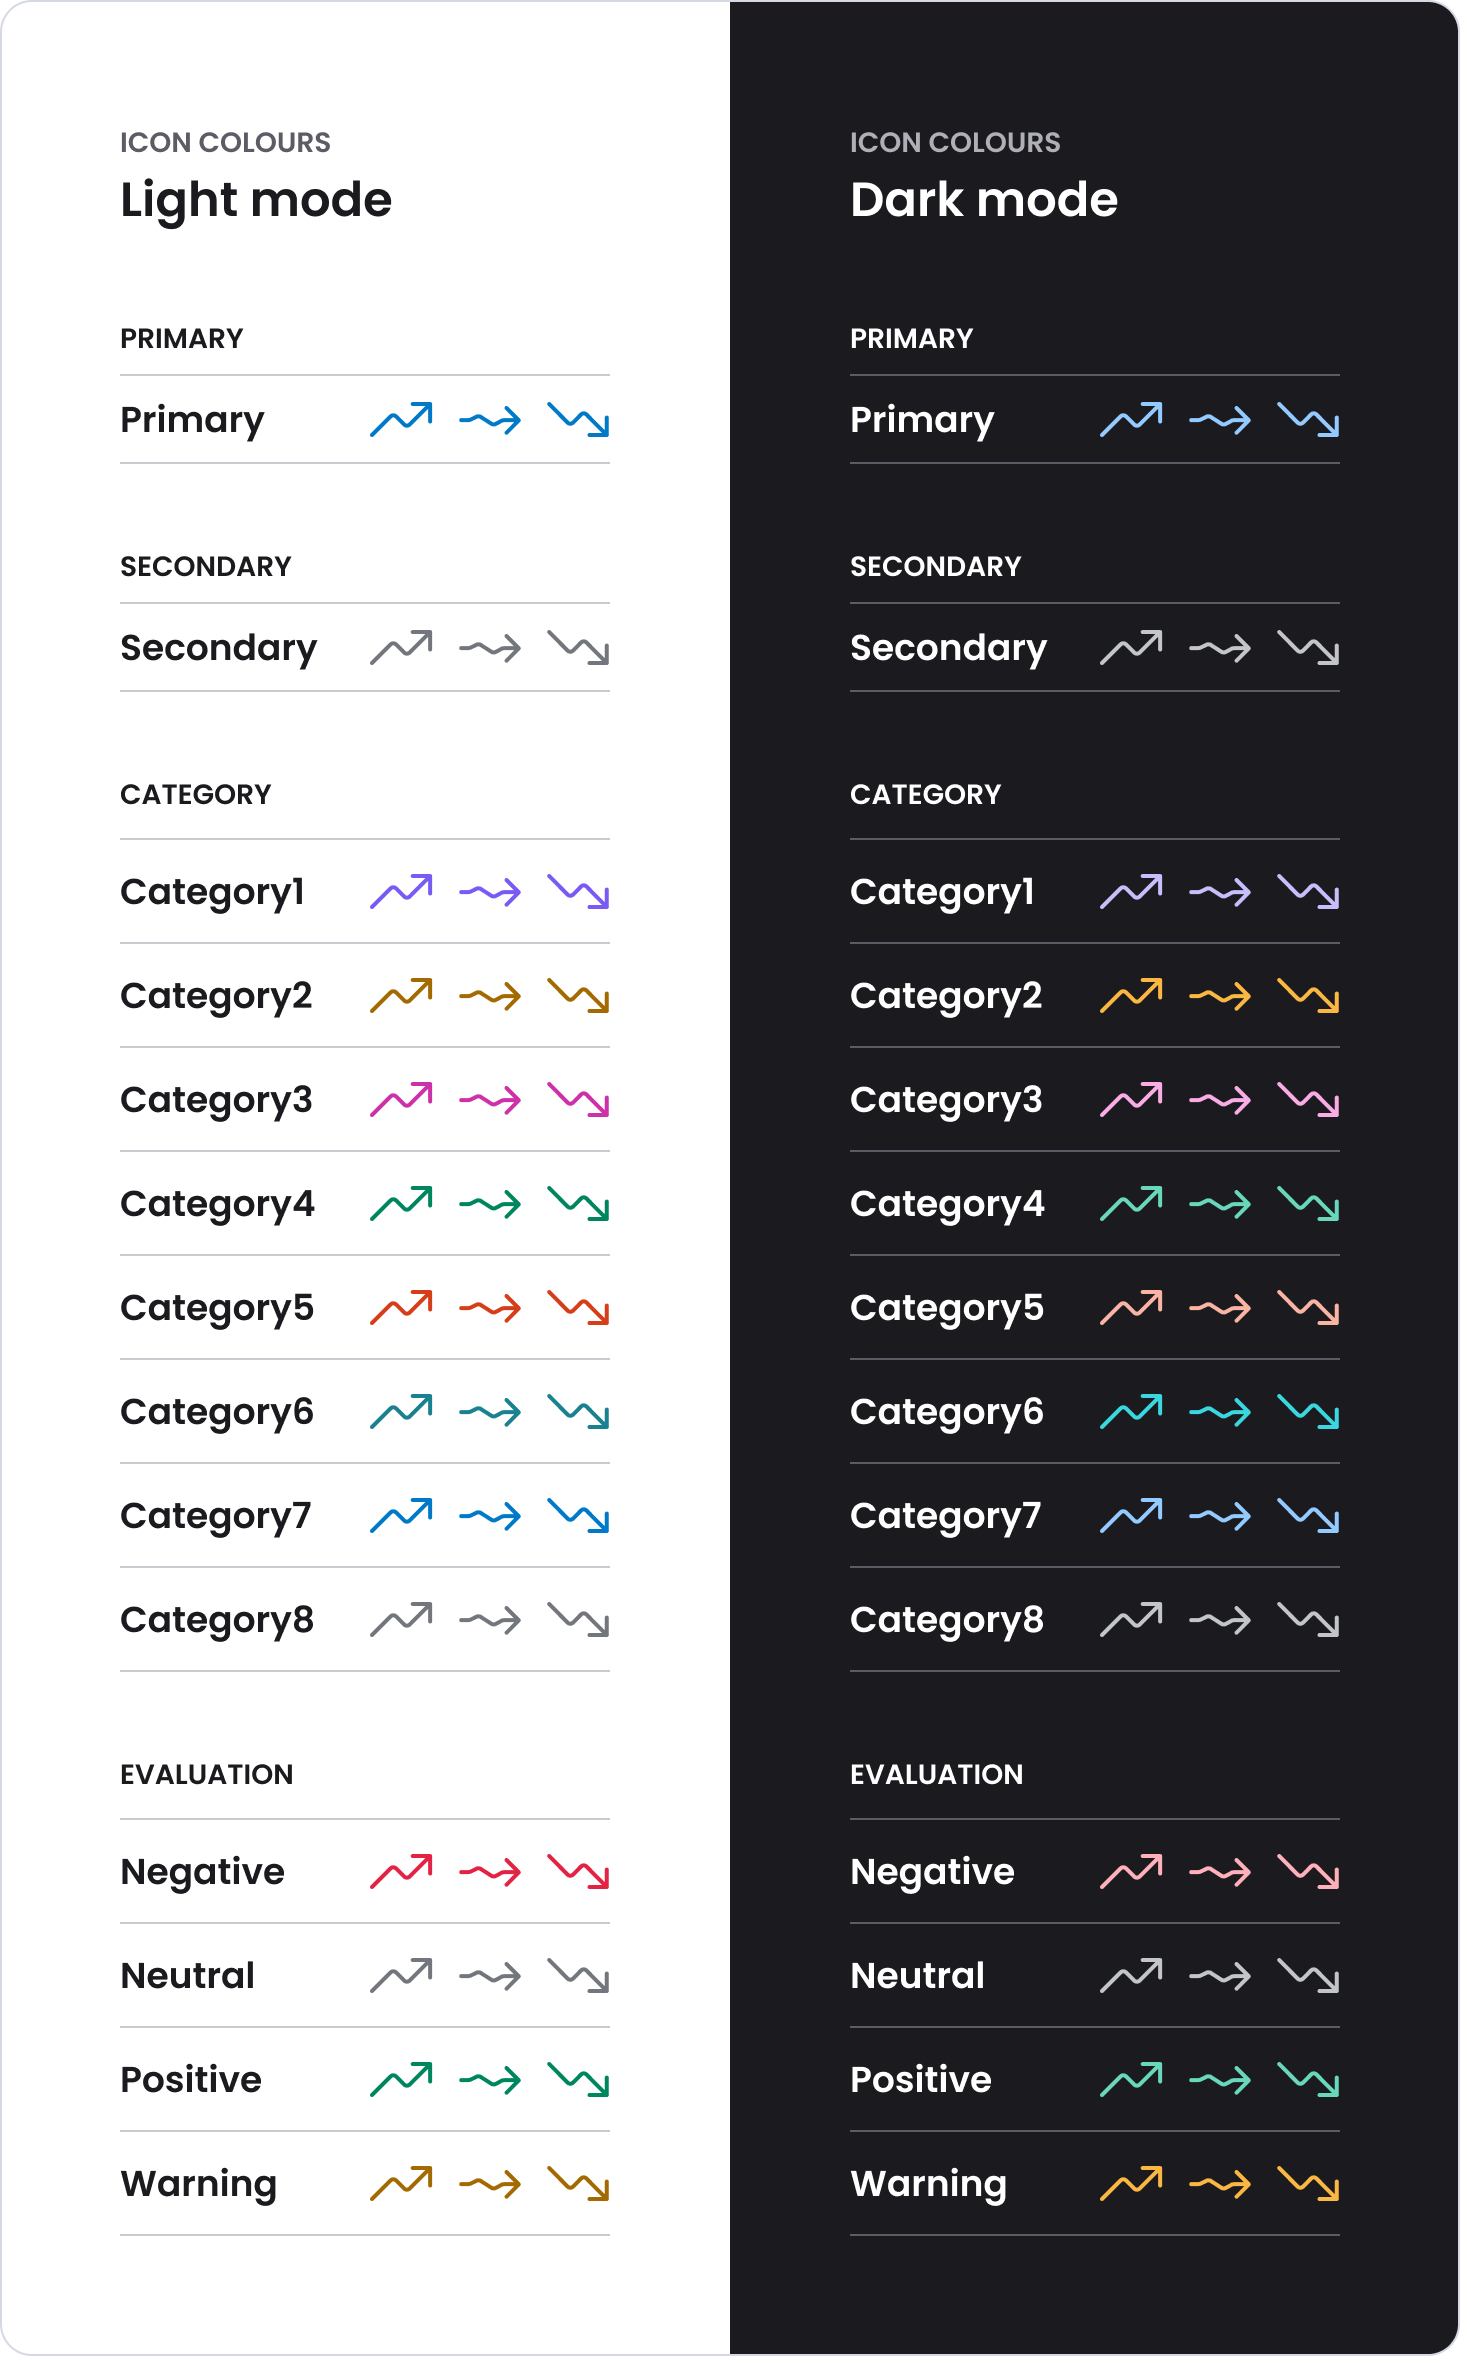 ICON COLOURS
Light mode
PRIMARY
Primary
SECONDARY
Secondary
CATEGORY
Category1
Category2
Category3
Category4
Category5
Category6
Category7
Category8
EVALUATION
Negative
Neutral
Positive
Warning
ICON COLOURS
Dark mode
PRIMARY
Primary
SECONDARY
Secondary
CATEGORY
Category1
Category2
Category3
Category4
Category5
Category6
Category7
Category8
EVALUATION
Negative
Neutral
Positive
Warning